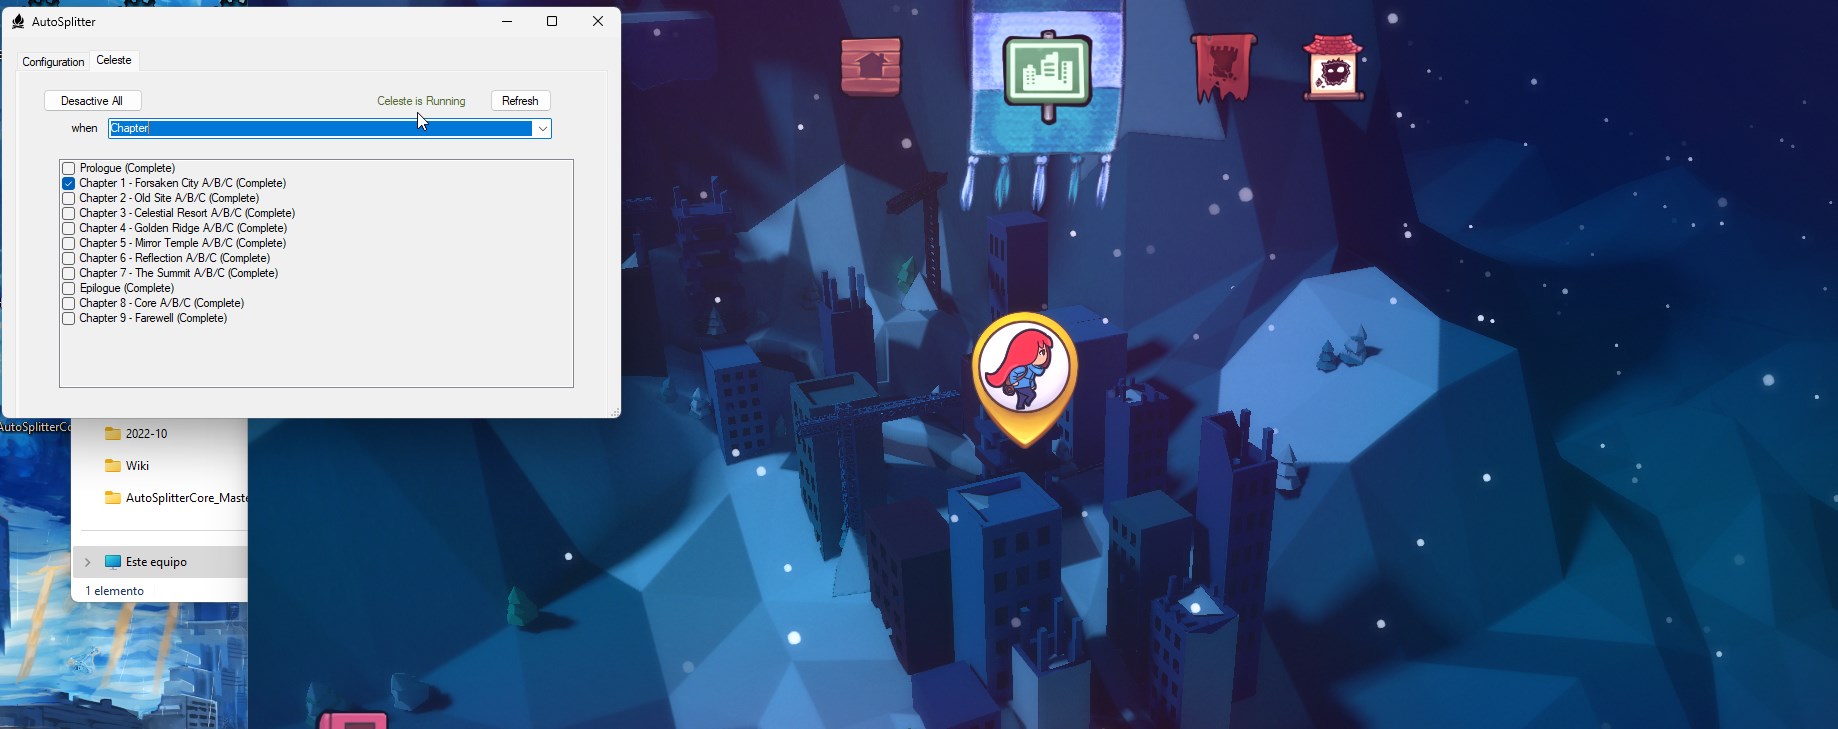 AutoSplitter
Configuration
Celeste
Desactive All
Celeste is Running
Refresh
when
Chapter
Prologue (Complete)
Chapter 1 - Forsaken City A/B/C (Complete)
Chapter 2 - Old Site A/B/C (Complete)
Chapter 3 - Celestial Resort A/B/C (Complete)
Chapter 4 - Golden Ridge A/B/C (Complete)
Chapter 5 - Mirror Temple A/B/C (Complete)
Chapter 6 - Reflection A/B/C (Complete)
Chapter 7 - The Summit A/B/C (Complete)
Epilogue (Complete)
Chapter 8 - Core A/B/C (Complete)
Chapter 9 - Farewell (Complete)
AutoSplitterCo
2022-10
Wiki
AutoSplitterCore_Maste
Este equipo
1 elemento